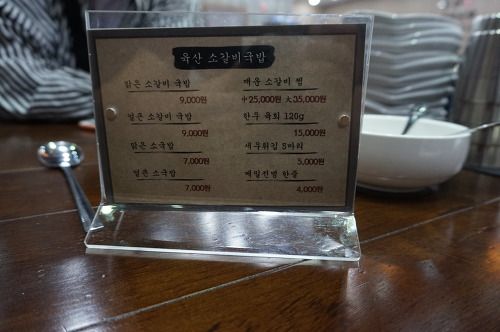 육산 소갈비국밥
맑은 소갈비 국밥
9,000원
얼큰 소갈비 국밥
9,000원
맑은 소국밥
7,000원
얼큰 소국밥
7,000원
매운 소갈비 찜
中25,000원 大35,000원
한우 육회 120g
15,000원
새우튀김 5마리
5,000원
메밀전병 한줄
4,000원